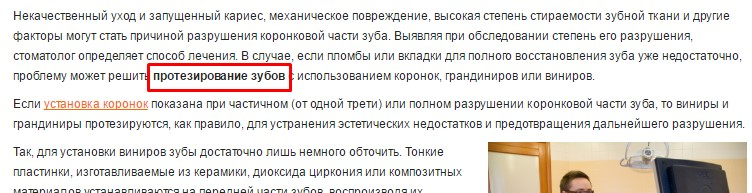 Некачественный уход и запущенный кариес, механическое повреждение, высокая степень стираемости зубной ткани и другие
факторы могут стать причиной разрушения коронковой части зуба. Выявляя при обследовании степень его разрушения,
стоматолог определяет способ лечения. В случае, если пломбы или вкладки для полного восстановления зуба уже недостаточно,
проблему может решить протезирование зубов с использованием коронок, грандиниров или виниров.
Если установка коронок показана при частичном (от одной трети) или полном разрушении коронковой части зуба, то виниры и
грандиниры протезируются, как правило, для устранения эстетических недостатков и предотвращения дальнейшего разрушения.
Так, для установки виниров зубы достаточно лишь немного обточить. Тонкие
пластинки, изготавливаемые из керамики, диоксида циркония или композитных
материалов устанавливаются на передней части зубов, воспроизводя их